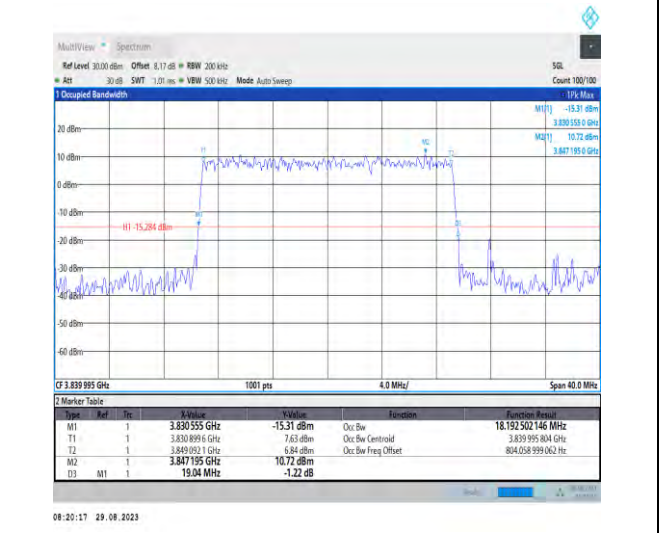 MultiView Spectrum
Ref Level 30.00 dBm Offset 8.17 dB RBW 200 kHz SGL
Att 30 dB SWT 1.01 ms VBW 500 kHz Mode Auto Sweep Count 100/100
1 Occupied Bandwidth 1Pk Max
M1[1] -15.31 dBm
3.830 555 0 GHz
M2[1] 10.72 dBm
3.847 195 0 GHz
20 dBm
10 dBm
0 dBm
-10 dBm
-20 dBm
-30 dBm
-40 dBm
-50 dBm
-60 dBm
T1
M2
T2
M1
D3
H1 -15.284 dBm
CF 3.839 995 GHz 1001 pts 4.0 MHz/ Span 40.0 MHz
2 Marker Table
Type Ref Trc X-Value Y-Value Function Function Result
M1 1 3.830 555 GHz -15.31 dBm Occ Bw 18.192 502 146 MHz
T1 1 3.830 899 6 GHz 7.63 dBm Occ Bw Centroid 3.839 995 804 GHz
T2 1 3.849 092 1 GHz 6.84 dBm Occ Bw Freq Offset 804.058 999 062 Hz
M2 1 3.847 195 GHz 10.72 dBm
D3 M1 1 19.04 MHz -1.22 dB
08:20:17 29.08.2023